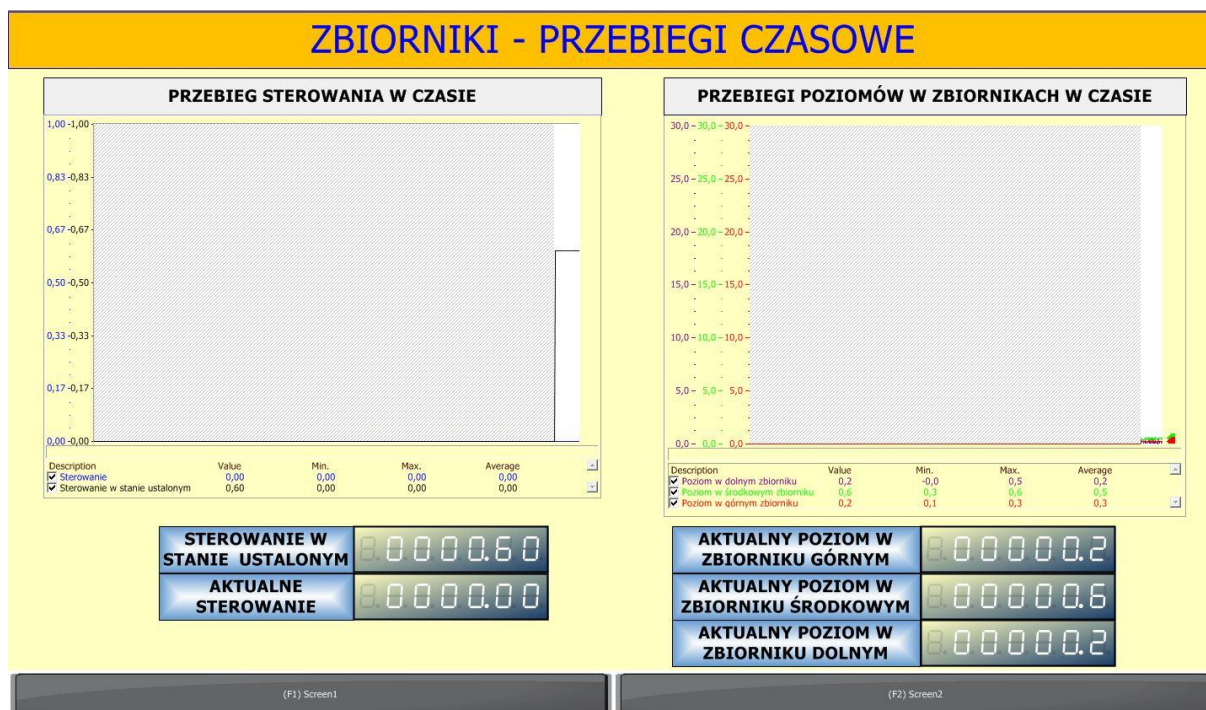 ZBIORNIKI - PRZEBIEGI CZASOWE
PRZEBIEG STEROWANIA W CZASIE
1,00 -1,00
0,83 -0,83
0,67 -0,67
0,50 -0,50
0,33 -0,33
0,17 -0,17
0,00 -0,00
Description Value Min. Max. Average
Sterowanie 0,00 0,00 0,00 0,00
Sterowanie w stanie ustalonym 0,60 0,00 0,00 0,00
STEROWANIE W
STANIE USTALONYM
0000.60
AKTUALNE
STEROWANIE
0000.00
PRZEBIEGI POZIOMÓW W ZBIORNIKACH W CZASIE
30,0 - 30,0 - 30,0
25,0 - 25,0 - 25,0
20,0 - 20,0 - 20,0
15,0 - 15,0 - 15,0
10,0 - 10,0 - 10,0
5,0 - 5,0 - 5,0
0,0 - 0,0 - 0,0
Description Value Min. Max. Average
Poziom w dolnym zbiorniku 0,2 -0,0 0,5 0,2
Poziom w środkowym zbiorniku 0,6 0,3 0,6 0,5
Poziom w górnym zbiorniku 0,2 0,1 0,3 0,3
AKTUALNY POZIOM W
ZBIORNIKU GÓRNYM
00000.2
AKTUALNY POZIOM W
ZBIORNIKU ŚRODKOWYM
00000.6
AKTUALNY POZIOM W
ZBIORNIKU DOLNYM
00000.2
(F1) Screen1
(F2) Screen2